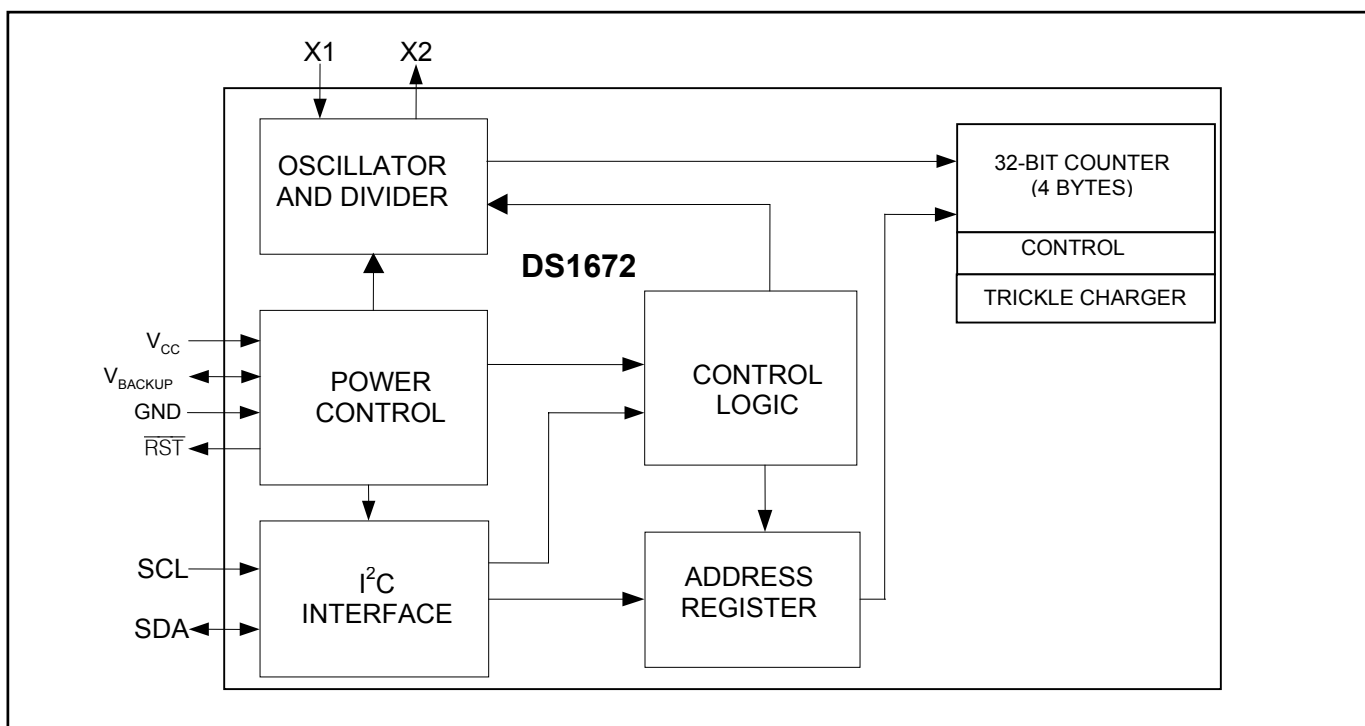 X1 X2
OSCILLATOR
AND DIVIDER
32-BIT COUNTER
(4 BYTES)
CONTROL
TRICKLE CHARGER
DS1672
VCC
VBACKUP
GND
RST
POWER
CONTROL
CONTROL
LOGIC
SCL
SDA
I²C
INTERFACE
ADDRESS
REGISTER